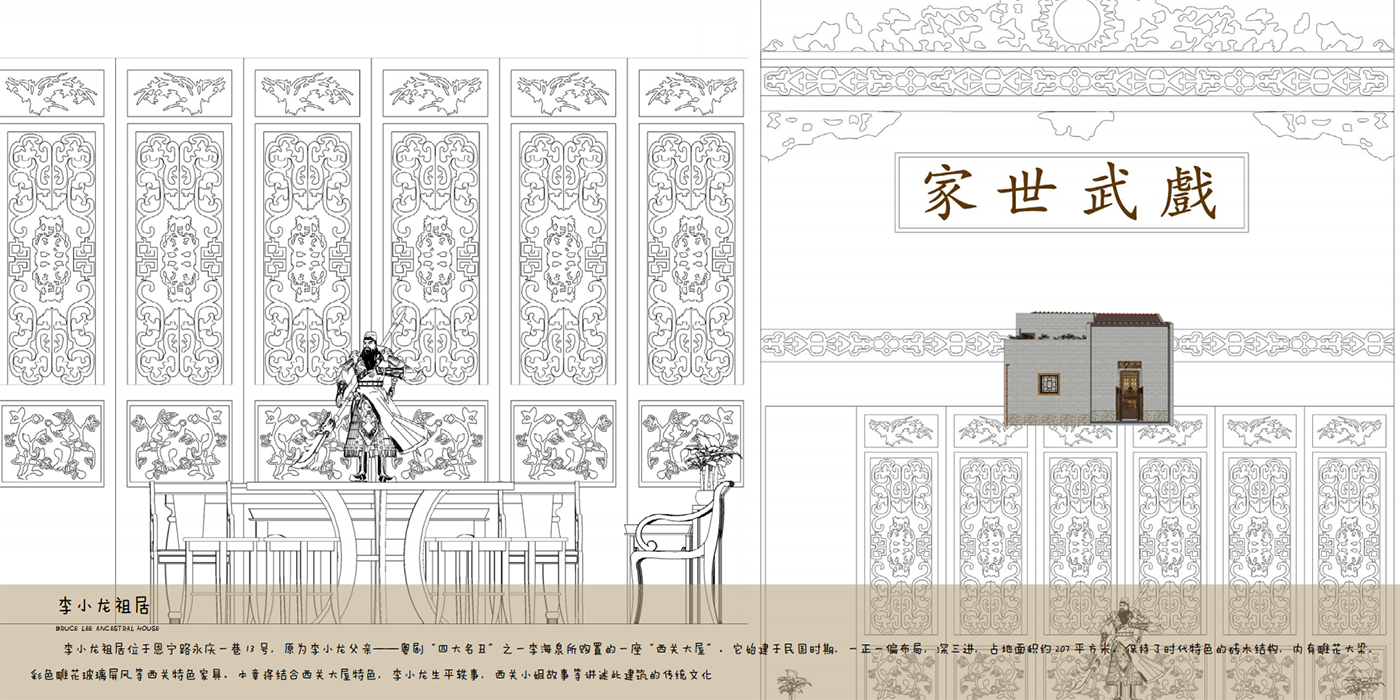 家世武戲
李小龙祖居
BRUCE LEE ANCESTRAL HOUSE
李小龙祖居位于恩宁路永庆一巷13号，原为李小龙父亲——粤剧“四大名丑”之一李海泉所购置的一座“西关大屋”。它始建于民国时期，一正一偏布局，深三进，占地面积约207平方米，保持了时代特色的砖木结构，内有雕花大梁，
彩色雕花玻璃屏风等西关特色家具。本章将结合西关大屋特色，李小龙生平轶事，西关小姐故事等讲述此建筑的传统文化